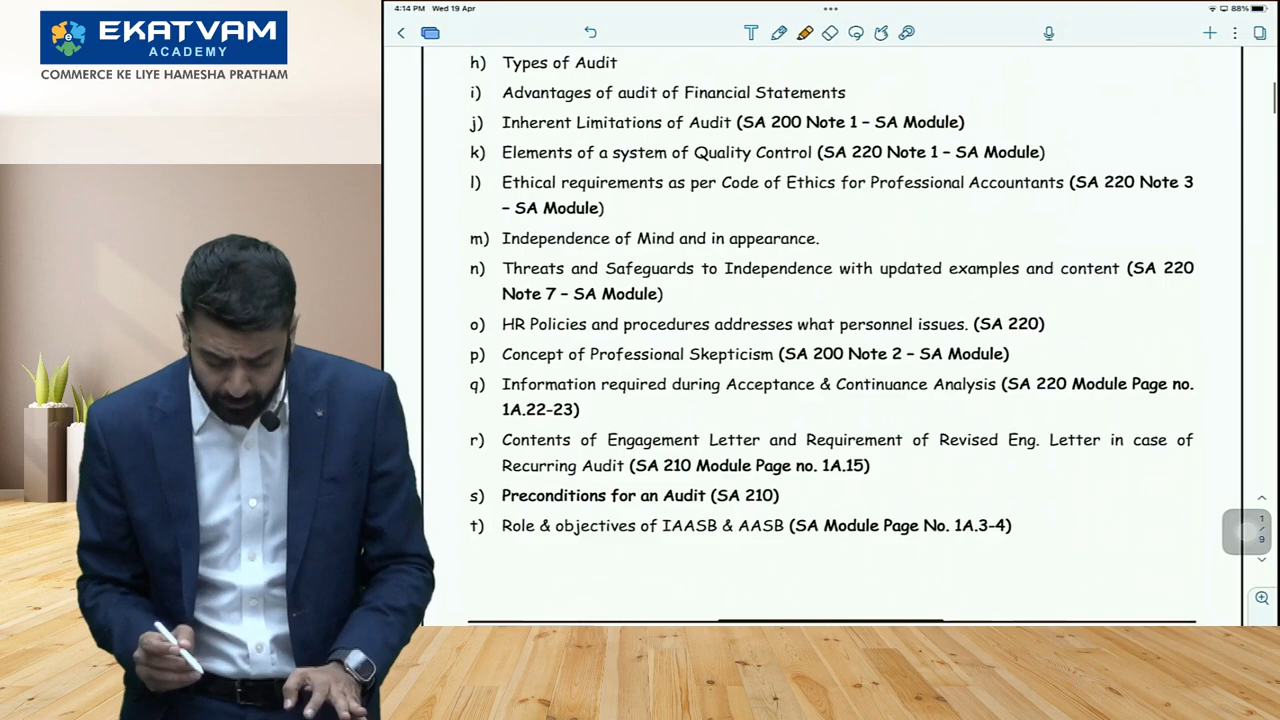 EKATVAM
ACADEMY
COMMERCE KE LIYE HAMESHA PRATHAM
4:14 PM Wed 19 Apr
88%
h) Types of Audit
i) Advantages of audit of Financial Statements
j) Inherent Limitations of Audit (SA 200 Note 1 – SA Module)
k) Elements of a system of Quality Control (SA 220 Note 1 – SA Module)
l) Ethical requirements as per Code of Ethics for Professional Accountants (SA 220 Note 3
– SA Module)
m) Independence of Mind and in appearance.
n) Threats and Safeguards to Independence with updated examples and content (SA 220
Note 7 – SA Module)
o) HR Policies and procedures addresses what personnel issues. (SA 220)
p) Concept of Professional Skepticism (SA 200 Note 2 – SA Module)
q) Information required during Acceptance & Continuance Analysis (SA 220 Module Page no.
1A.22-23)
r) Contents of Engagement Letter and Requirement of Revised Eng. Letter in case of
Recurring Audit (SA 210 Module Page no. 1A.15)
s) Preconditions for an Audit (SA 210)
t) Role & objectives of IAASB & AASB (SA Module Page No. 1A.3-4)
1
/
9